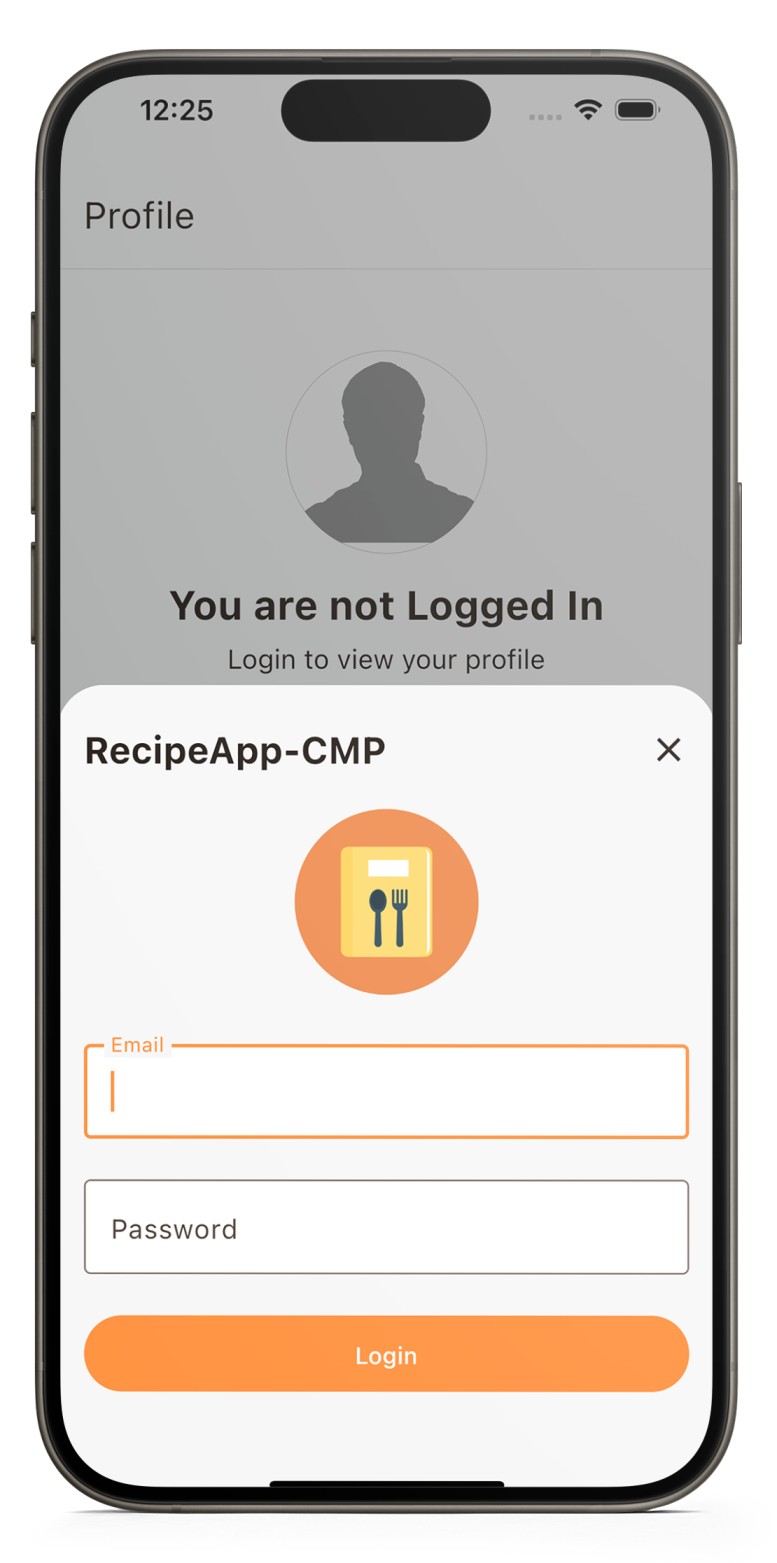 12:25
Profile
You are not Logged In
Login to view your profile
RecipeApp-CMP
Email
Password
Login